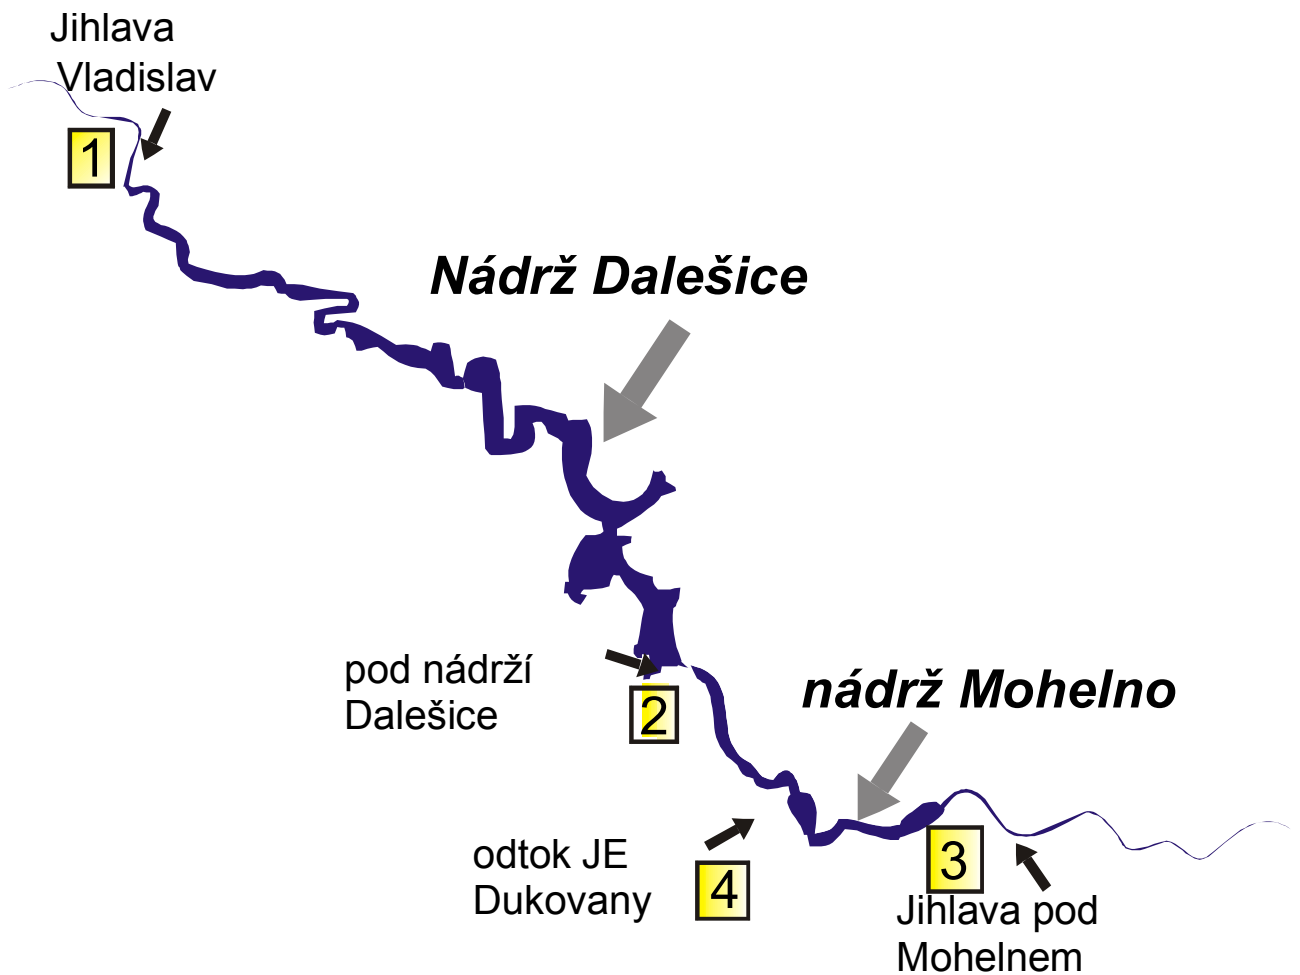 Jihlava
Vladislav
1
Nádrž Dalešice
pod nádrží
Dalešice
2
nádrž Mohelno
odtok JE
Dukovany
4
3
Jihlava pod
Mohelnem